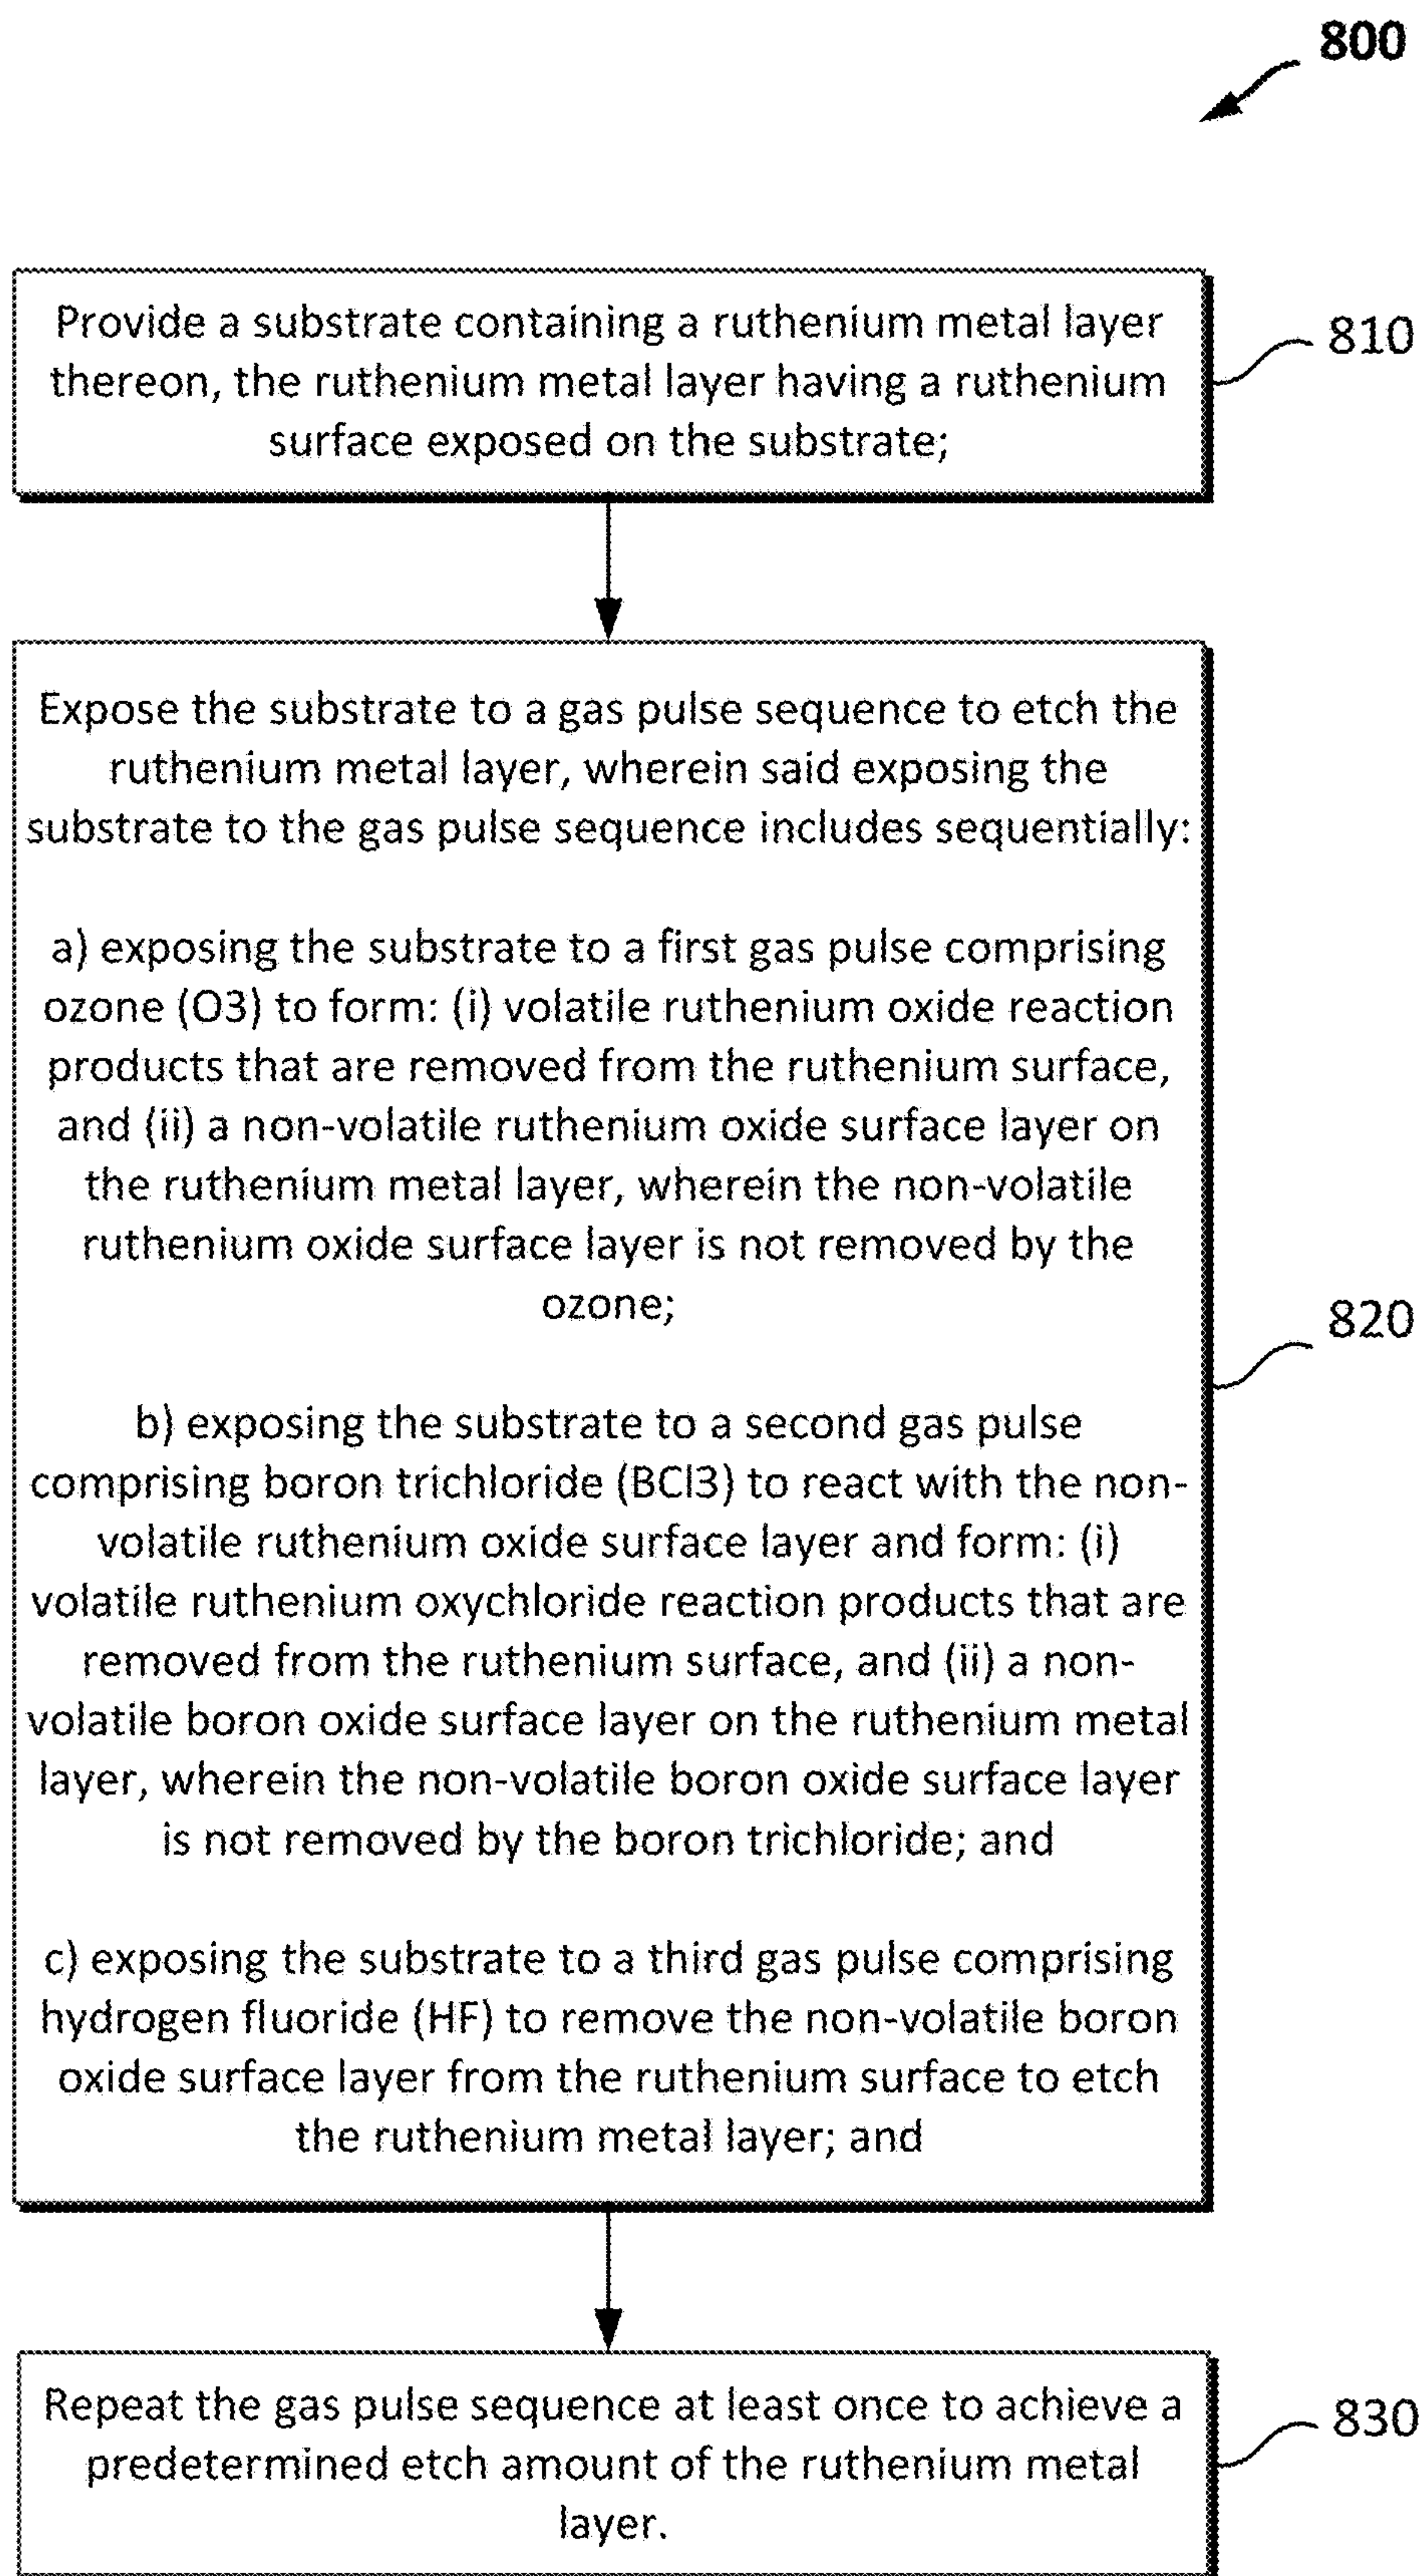 800
Provide a substrate containing a ruthenium metal layer
thereon, the ruthenium metal layer having a ruthenium
surface exposed on the substrate;
810
Expose the substrate to a gas pulse sequence to etch the
ruthenium metal layer, wherein said exposing the
substrate to the gas pulse sequence includes sequentially:
a) exposing the substrate to a first gas pulse comprising
ozone (O3) to form: (i) volatile ruthenium oxide reaction
products that are removed from the ruthenium surface,
and (ii) a non-volatile ruthenium oxide surface layer on
the ruthenium metal layer, wherein the non-volatile
ruthenium oxide surface layer is not removed by the
ozone;
b) exposing the substrate to a second gas pulse
comprising boron trichloride (BCl3) to react with the non-
volatile ruthenium oxide surface layer and form: (i)
volatile ruthenium oxychloride reaction products that are
removed from the ruthenium surface, and (ii) a non-
volatile boron oxide surface layer on the ruthenium metal
layer, wherein the non-volatile boron oxide surface layer
is not removed by the boron trichloride; and
c) exposing the substrate to a third gas pulse comprising
hydrogen fluoride (HF) to remove the non-volatile boron
oxide surface layer from the ruthenium surface to etch
the ruthenium metal layer; and
820
Repeat the gas pulse sequence at least once to achieve a
predetermined etch amount of the ruthenium metal
layer.
830